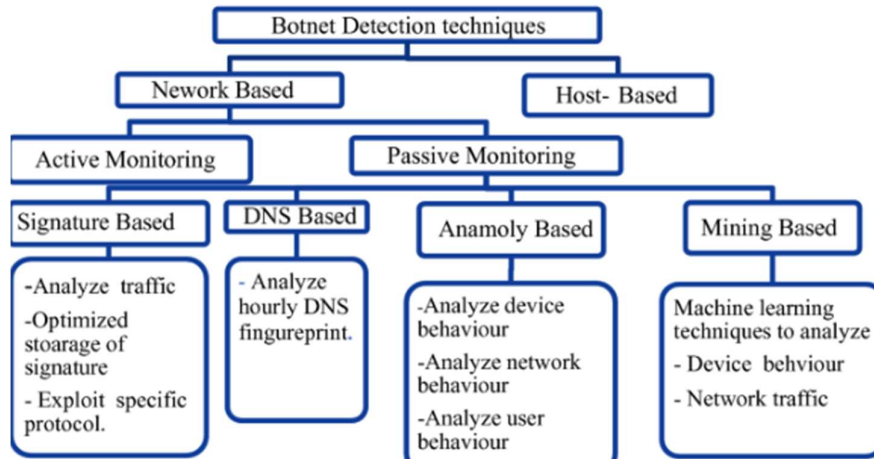 Botnet Detection techniques
Nework Based
Host- Based
Active Monitoring
Passive Monitoring
Signature Based
DNS Based
Anamoly Based
Mining Based
-Analyze traffic
-Optimized
stoarage of
signature
- Exploit specific
protocol.
- Analyze
hourly DNS
fingureprint.
-Analyze device
behaviour
-Analyze network
behaviour
-Analyze user
behaviour
Machine learning
techniques to analyze
- Device behviour
- Network traffic